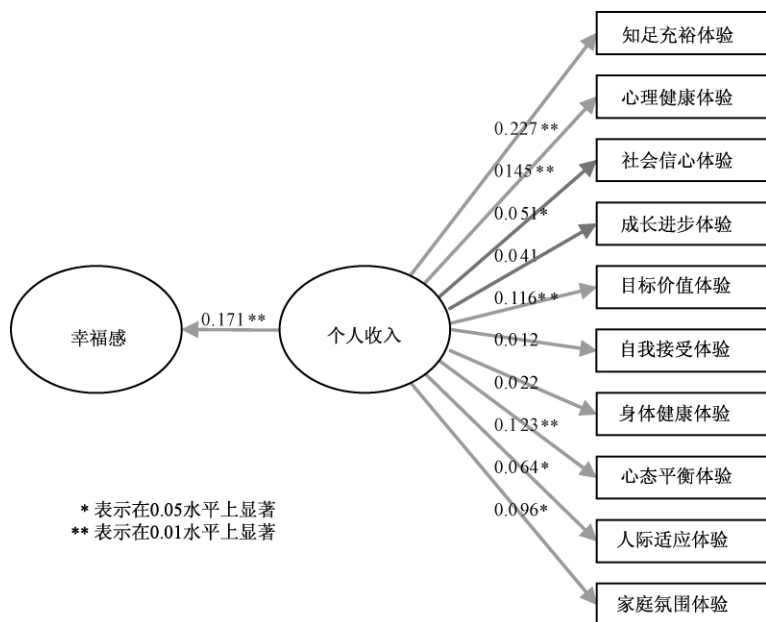 知足充裕体验
心理健康体验
0.227**
社会信心体验
0145**
0.051*
成长进步体验
0.041
目标价值体验
0.116**
幸福感
0.171**
个人收入
0.012
自我接受体验
0.022
身体健康体验
0.123**
心态平衡体验
0.064*
* 表示在0.05水平上显著
0.096*
** 表示在0.01水平上显著
人际适应体验
家庭氛围体验